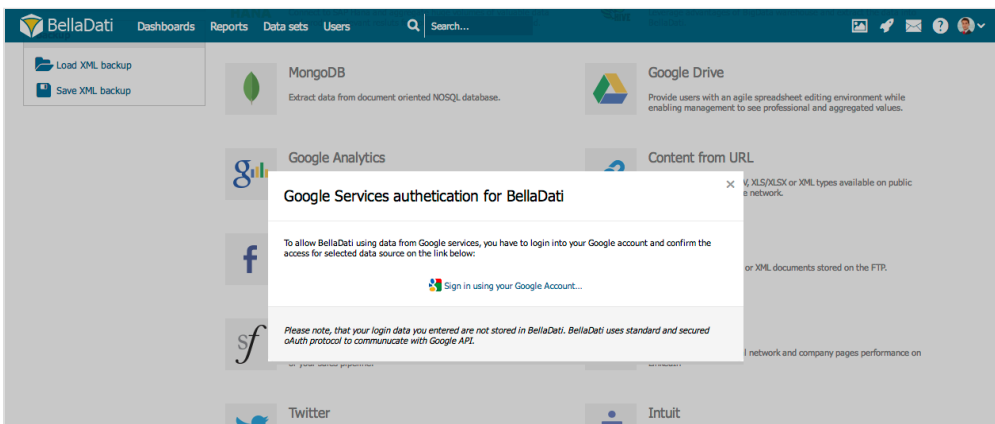 BellaDati Dashboards Reports Data sets Users Search...
Load XML backup
Save XML backup
MongoDB
Extract data from document oriented NOSQL database.
Google Drive
Provide users with an agile spreadsheet editing environment while
enabling management to see professional and aggregated values.
Google Analytics
Content from URL
XLS/XLSX or XML types available on public
network.
Google Services authetication for BellaDati
To allow BellaDati using data from Google services, you have to login into your Google account and confirm the
access for selected data source on the link below:
Sign in using your Google Account...
or XML documents stored on the FTP.
Please note, that your login data you entered are not stored in BellaDati. BellaDati uses standard and secured
oAuth protocol to communucate with Google API.
sf
l network and company pages performance on
Twitter
Intuit